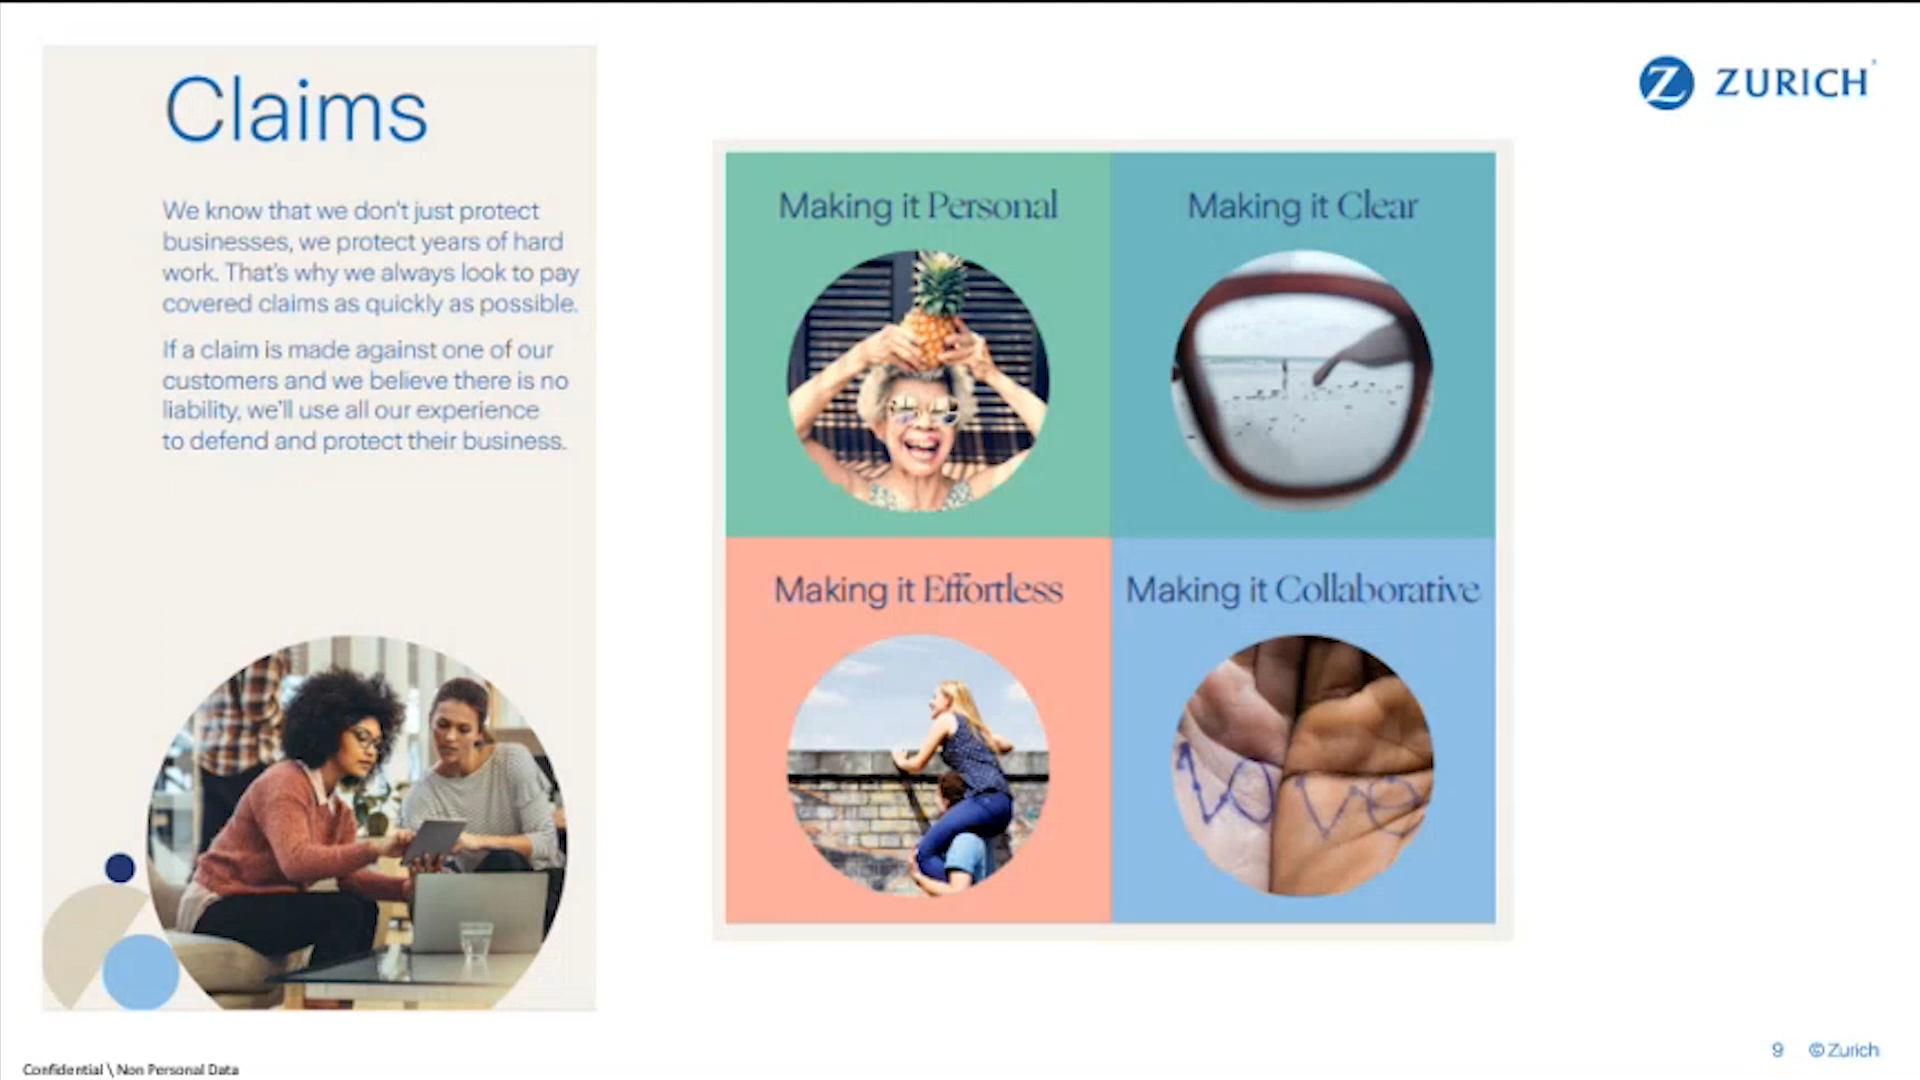 Claims
We know that we don't just protect
businesses, we protect years of hard
work. That's why we always look to pay
covered claims as quickly as possible.
If a claim is made against one of our
customers and we believe there is no
liability, we'll use all our experience
to defend and protect their business.
ZURICH
Making it Personal
Making it Clear
Making it Effortless
Making it Collaborative
love
9 © Zurich
Confidential \ Non Personal Data